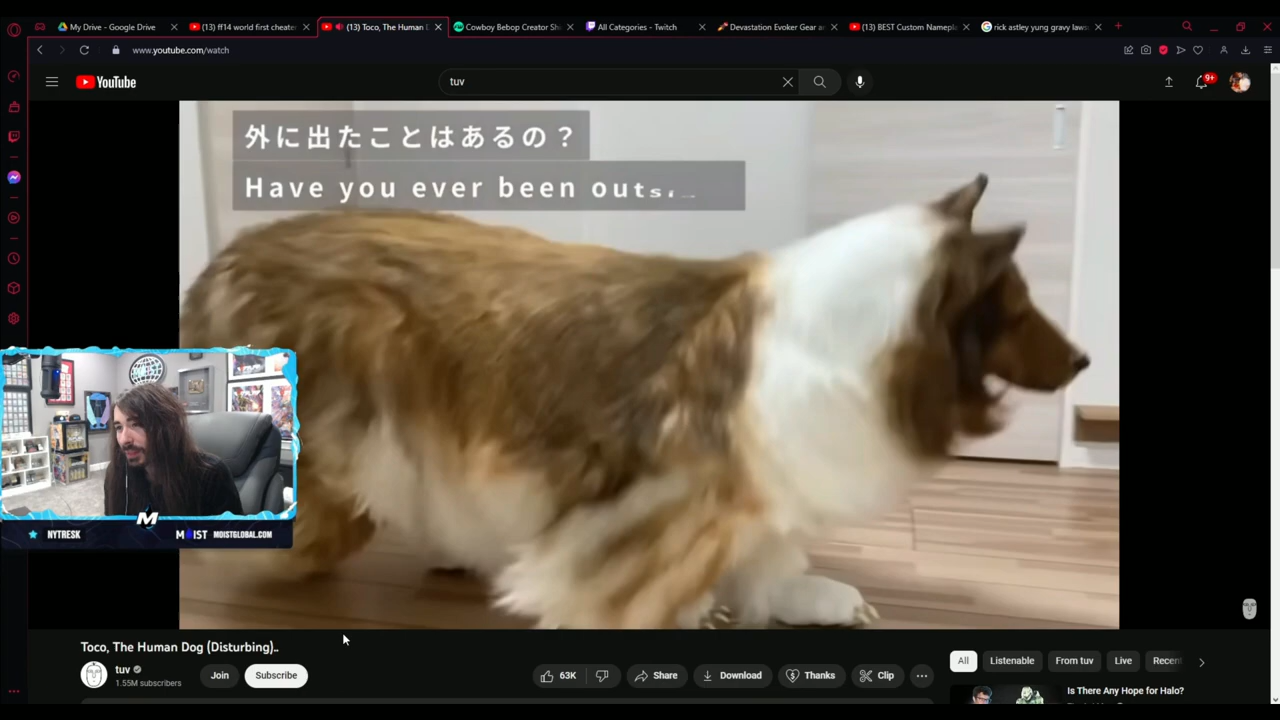 My Drive - Google Drive
(13) ff14 world first cheate
(13) Toco, The Human D
Cowboy Bebop Creator Sh
All Categories - Twitch
Devastation Evoker Gear an
(13) BEST Custom Namepla
rick astley yung gravy laws
www.youtube.com/watch
YouTube
tuv
9+
外に出たことはあるの？
Have you ever been outsi
NYTRESK
M
MOIST
MOISTGLOBAL.COM
Toco, The Human Dog (Disturbing)..
tuv
1.55M subscribers
Join
Subscribe
63K
Share
Download
Thanks
Clip
All
Listenable
From tuv
Live
Recent
Is There Any Hope for Halo?